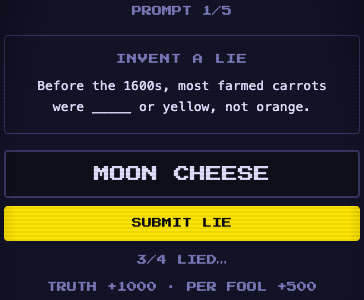 PROMPT 1/5
INVENT A LIE
Before the 1600s, most farmed carrots
were _____ or yellow, not orange.
MOON CHEESE
SUBMIT LIE
3/4 LIED…
TRUTH +1000 · PER FOOL +500